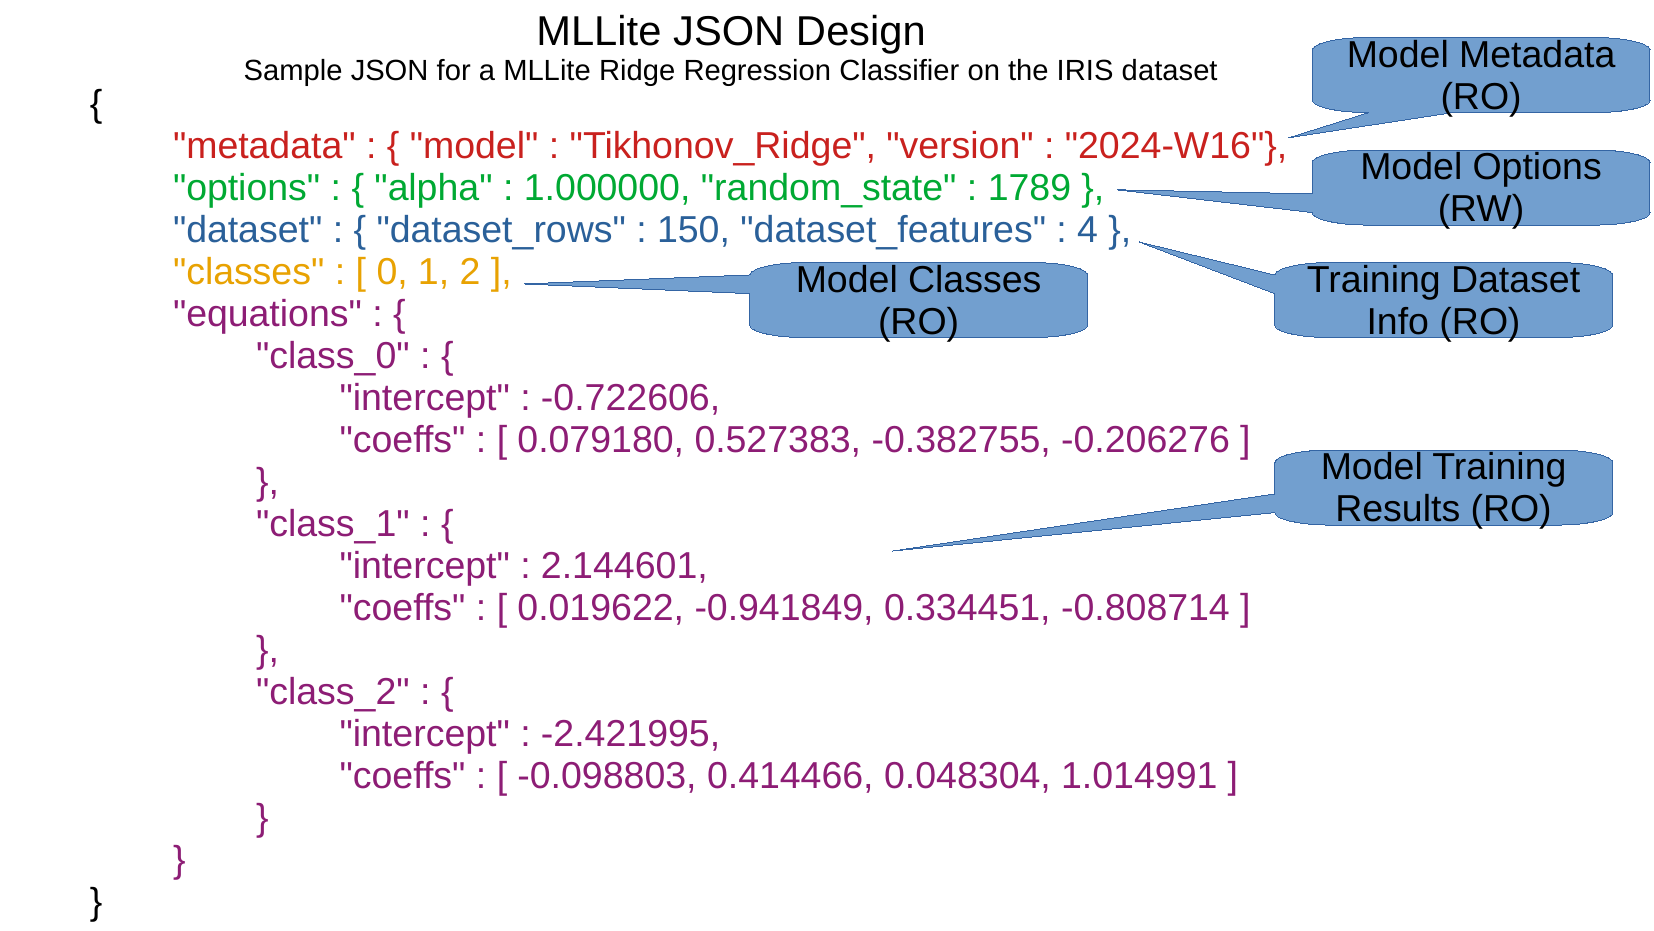 MLLite JSON Design
Sample JSON for a MLLite Ridge Regression Classifier on the IRIS dataset
{
"metadata" : { "model" : "Tikhonov_Ridge", "version" : "2024-W16"},
"options" : { "alpha" : 1.000000, "random_state" : 1789 },
"dataset" : { "dataset_rows" : 150, "dataset_features" : 4 },
"classes" : [ 0, 1, 2 ],
"equations" : {
"class_0" : {
"intercept" : -0.722606,
"coeffs" : [ 0.079180, 0.527383, -0.382755, -0.206276 ]
},
"class_1" : {
"intercept" : 2.144601,
"coeffs" : [ 0.019622, -0.941849, 0.334451, -0.808714 ]
},
"class_2" : {
"intercept" : -2.421995,
"coeffs" : [ -0.098803, 0.414466, 0.048304, 1.014991 ]
}
}
}
Model Metadata
(RO)
Model Options
(RW)
Model Classes
(RO)
Training Dataset
Info (RO)
Model Training
Results (RO)